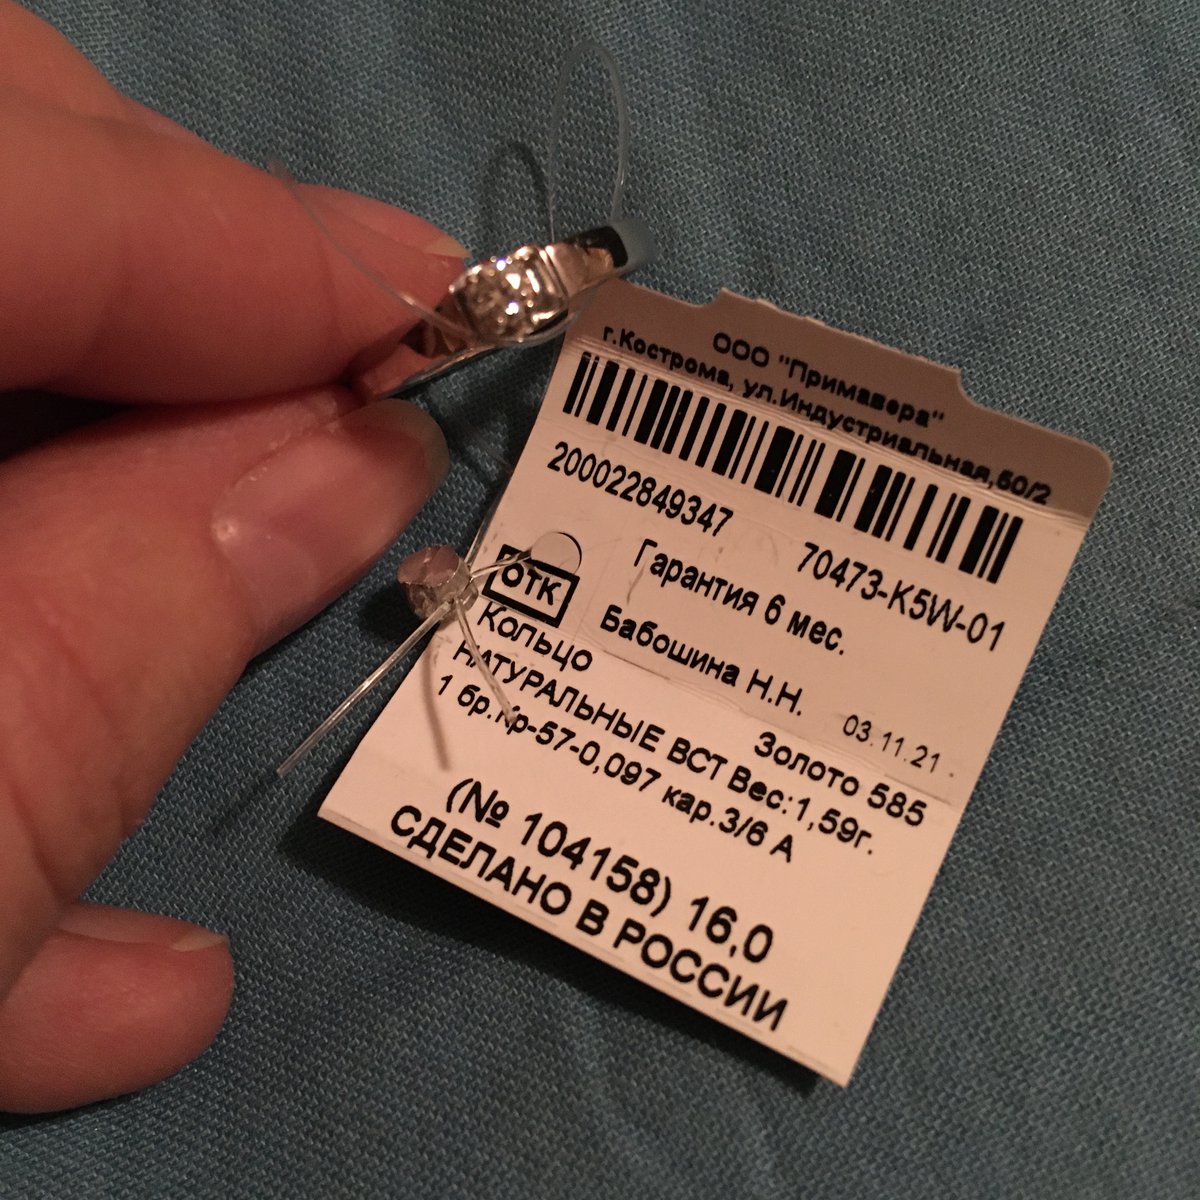 ООО "Примавера"
г.Кострома, ул.Индустриальная,50/2
200022849347 70473-K5W-01
Гарантия 6 мес.
ОТК
Бабошина Н.Н. 03.11.21
Кольцо Золото 585
НАТУРАЛЬНЫЕ ВСТ Вес:1,59г.
1 бр.Кр-57-0,097 кар.3/6 А
(№ 104158) 16,0
СДЕЛАНО В РОССИИ